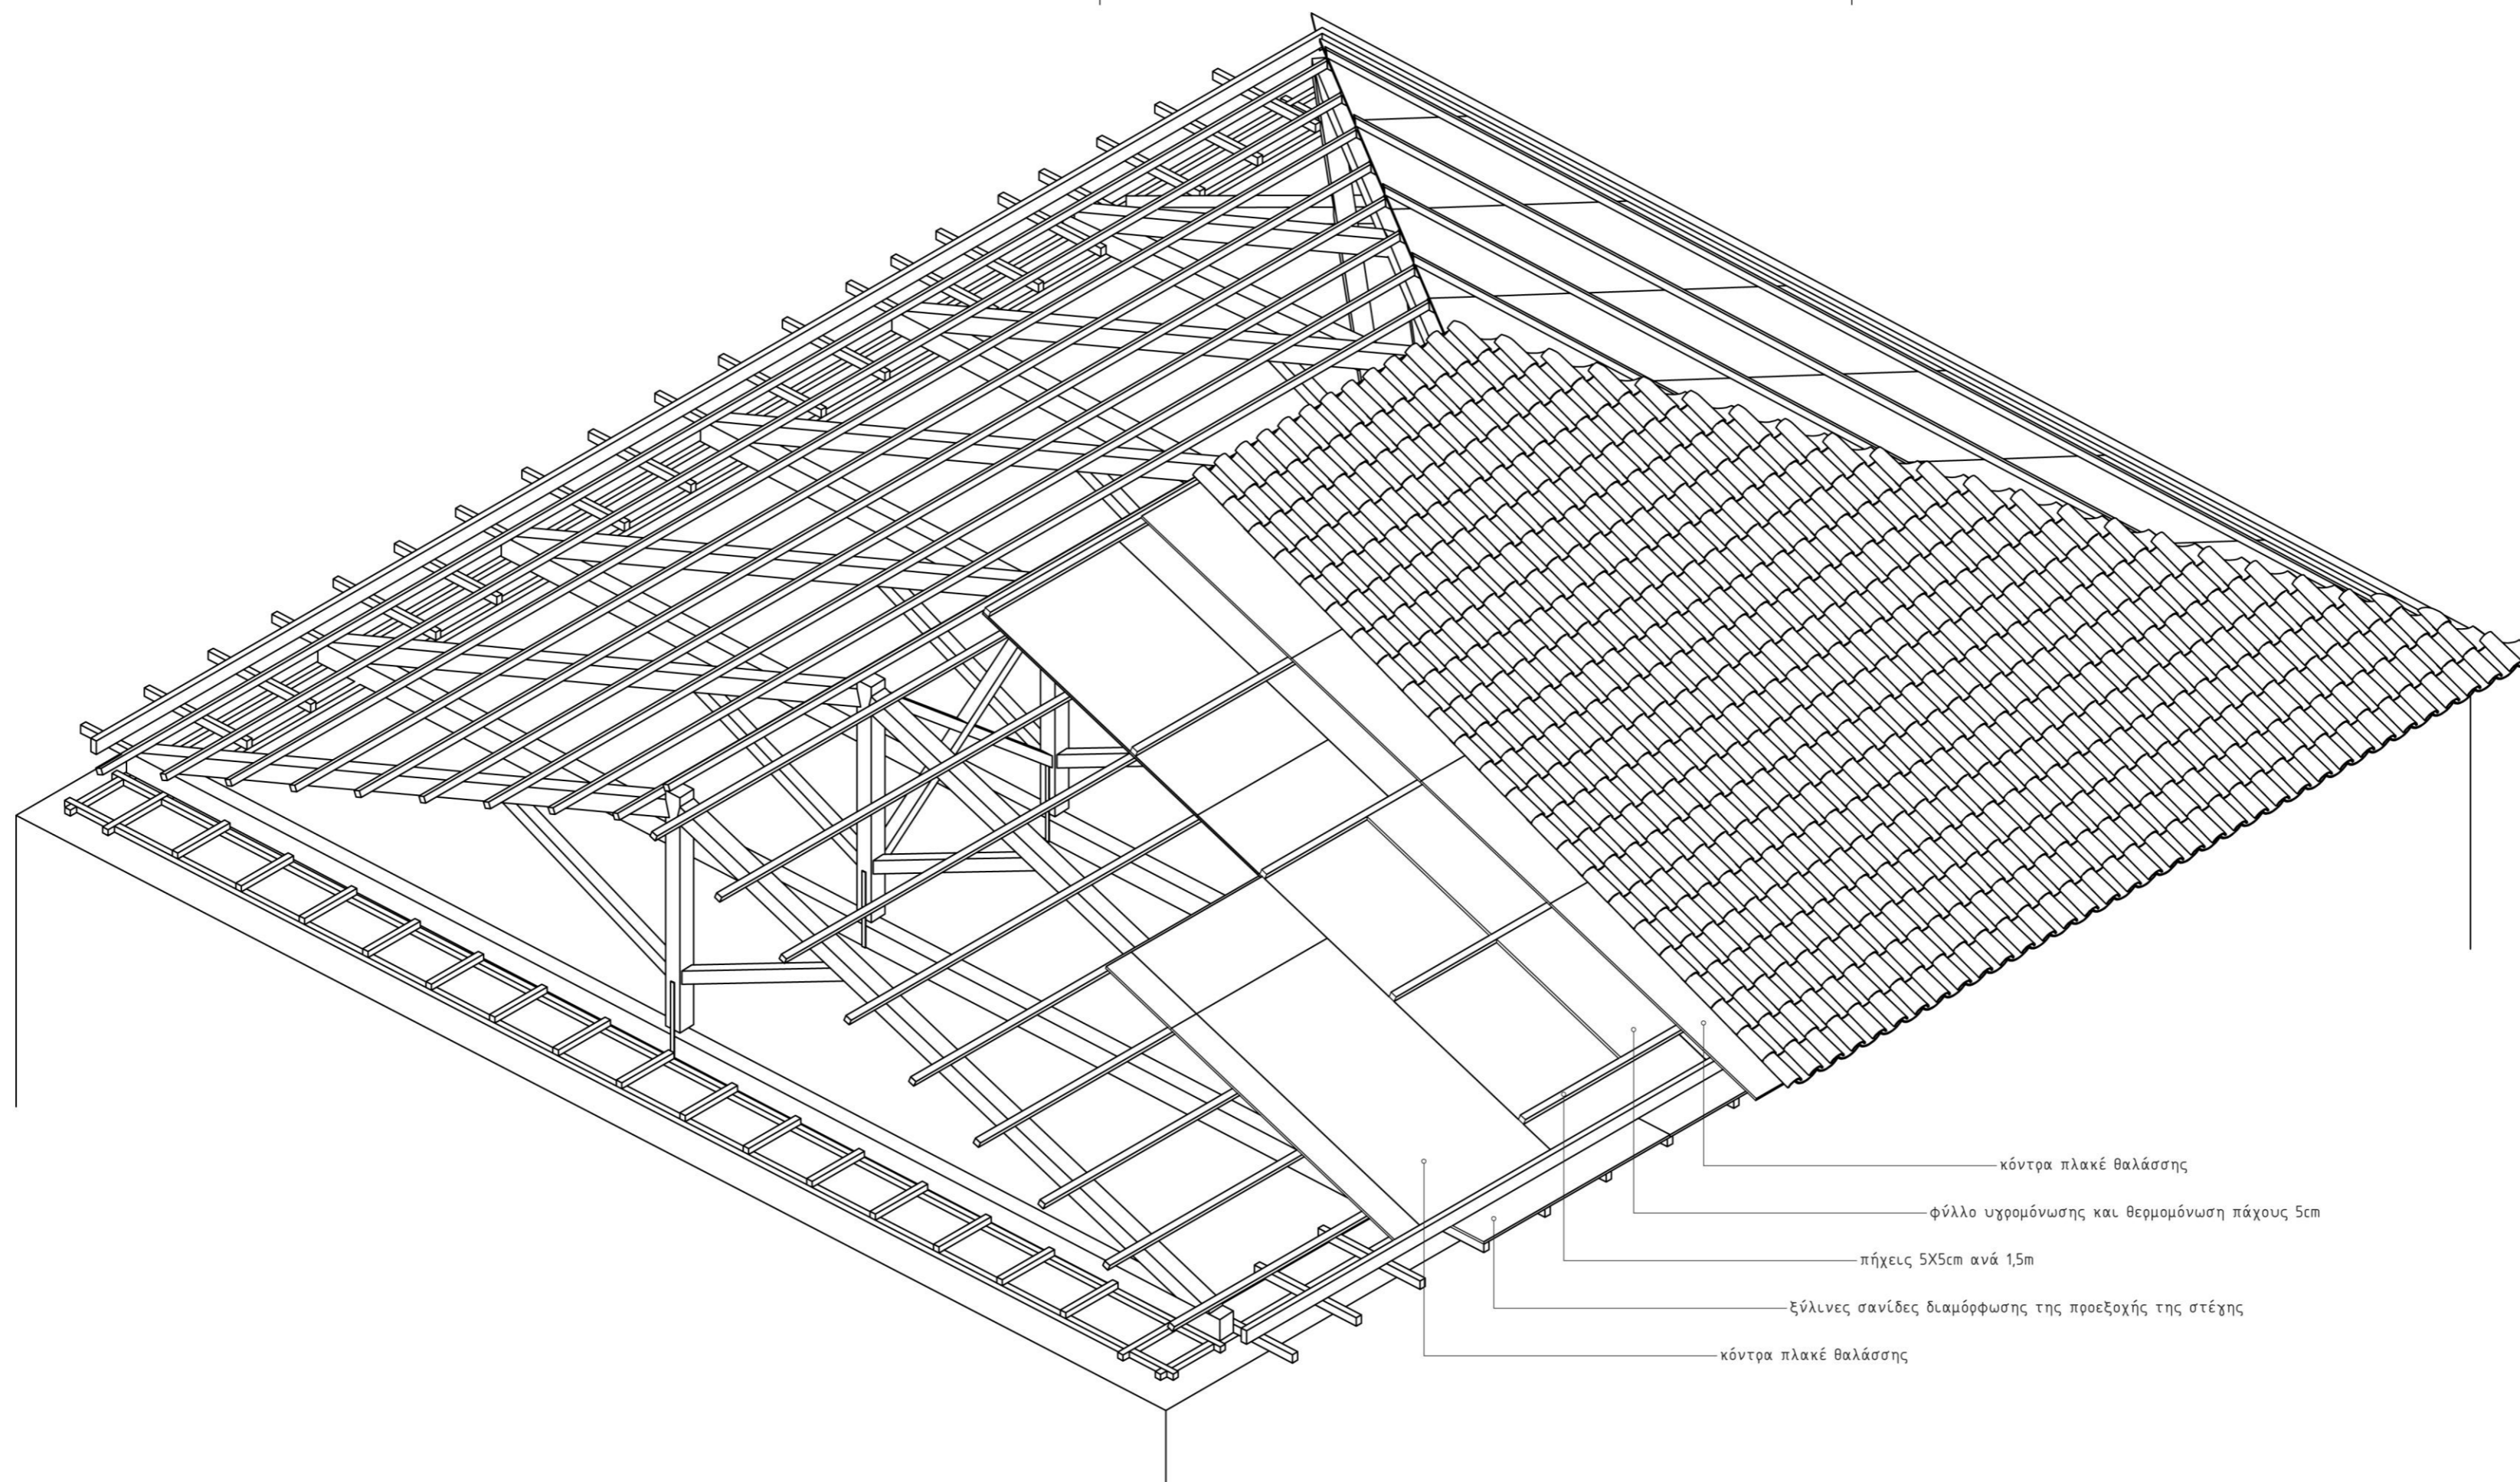 κόντρα πλακέ θαλάσσης
φύλλο υγρομόνωσης και θερμομόνωση πάχους 5cm
πήχεις 5X5cm ανά 1,5m
ξύλινες σανίδες διαμόρφωσης της προεξοχής της στέγης
κόντρα πλακέ θαλάσσης